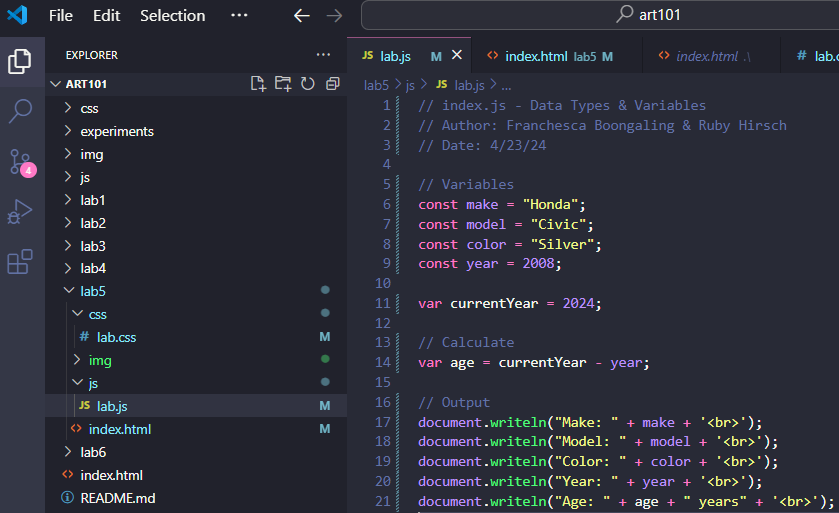 File Edit Selection ··· art101
EXPLORER ···
ART101
css
experiments
img
js
lab1
lab2
lab3
lab4
lab5
css
# lab.css M
img
js
JS lab.js M
<> index.html M
lab6
<> index.html
README.md
4
JS lab.js M × <> index.html lab5 M <> index.html .\ # lab.c
lab5 > js > JS lab.js > ...
1 // index.js - Data Types & Variables
2 // Author: Franchesca Boongaling & Ruby Hirsch
3 // Date: 4/23/24
4
5 // Variables
6 const make = "Honda";
7 const model = "Civic";
8 const color = "Silver";
9 const year = 2008;
10
11 var currentYear = 2024;
12
13 // Calculate
14 var age = currentYear - year;
15
16 // Output
17 document.writeln("Make: " + make + '<br>');
18 document.writeln("Model: " + model + '<br>');
19 document.writeln("Color: " + color + '<br>');
20 document.writeln("Year: " + year + '<br>');
21 document.writeln("Age: " + age + " years" + '<br>');